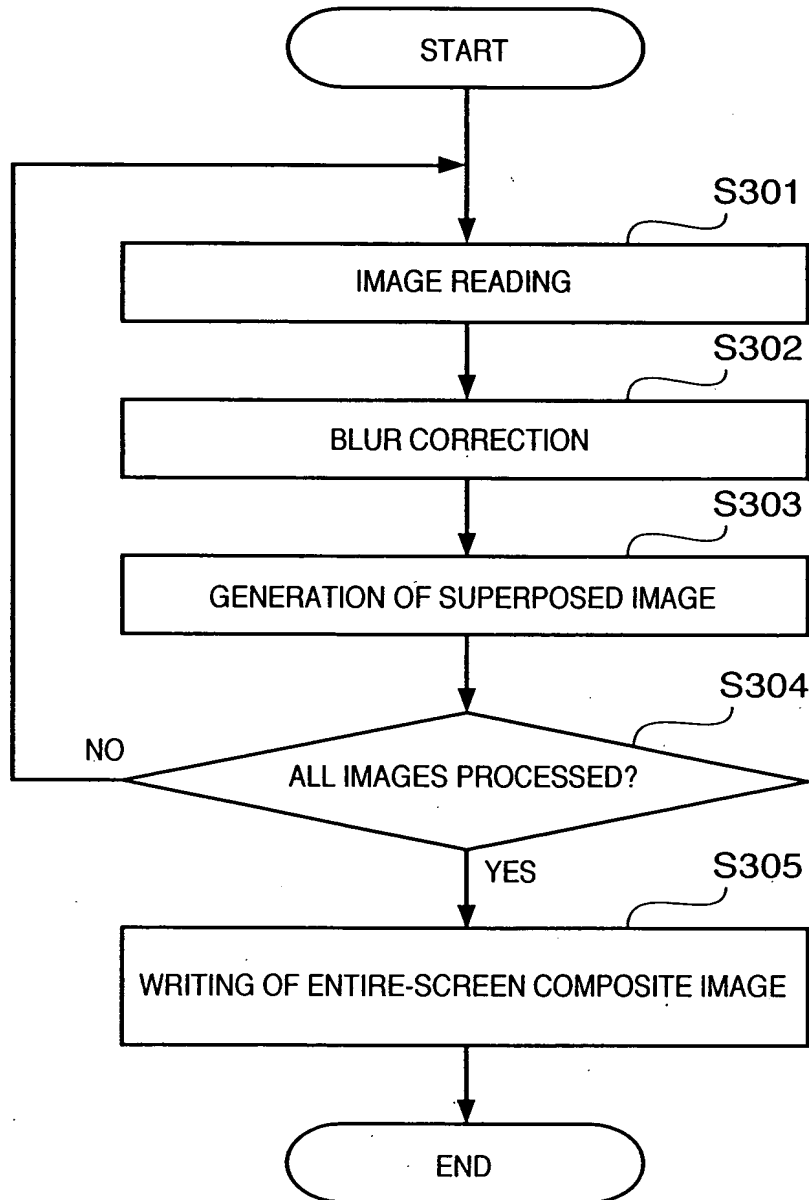 START
S301
IMAGE READING
S302
BLUR CORRECTION
S303
GENERATION OF SUPERPOSED IMAGE
S304
NO
ALL IMAGES PROCESSED?
YES
S305
WRITING OF ENTIRE-SCREEN COMPOSITE IMAGE
END